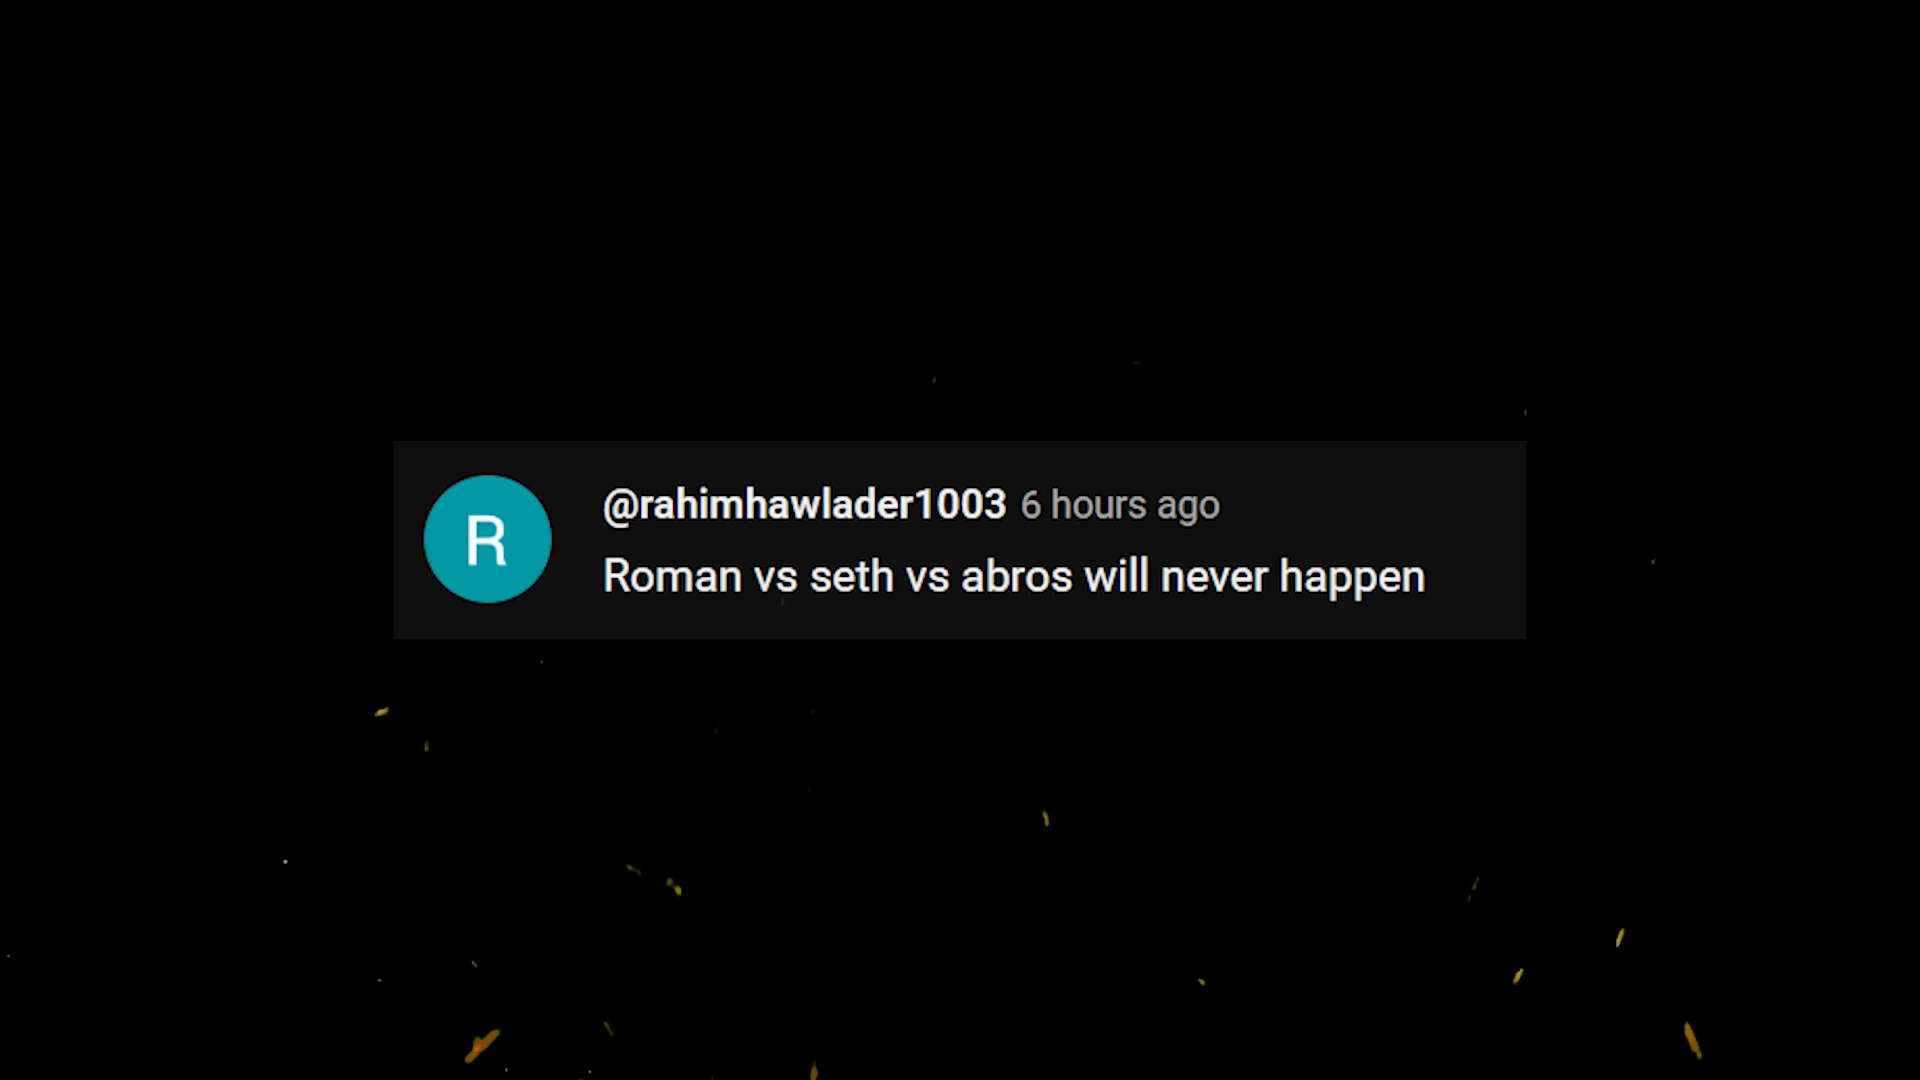 R
@rahimhawlader1003 6 hours ago
Roman vs seth vs abros will never happen